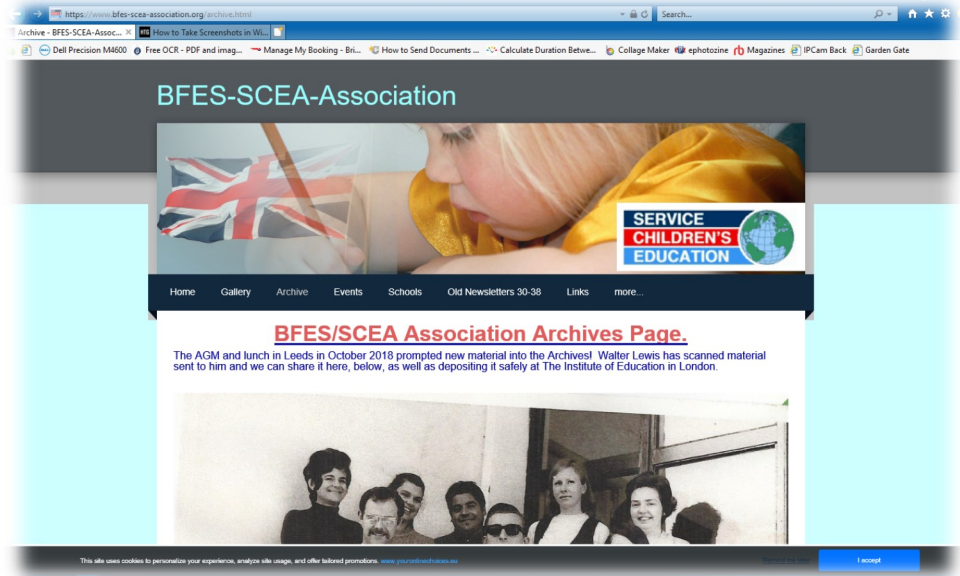 https://www.bfes-scea-association.org/archive.html
Search...
Archive - BFES-SCEA-Assoc...
How to Take Screenshots in Wi...
Dell Precision M4600
Free OCR - PDF and imag...
Manage My Booking - Bri...
How to Send Documents ...
Calculate Duration Betwe...
Collage Maker
ephotozine
Magazines
IPCam Back
Garden Gate
BFES-SCEA-Association
SERVICE
CHILDREN'S
EDUCATION
Home
Gallery
Archive
Events
Schools
Old Newsletters 30-38
Links
more...
BFES/SCEA Association Archives Page.
The AGM and lunch in Leeds in October 2018 prompted new material into the Archives! Walter Lewis has scanned material
sent to him and we can share it here, below, as well as depositing it safely at The Institute of Education in London.
This site uses cookies to personalize your experience, analyze site usage, and offer tailored promotions. www.youronlinechoices.eu
I accept